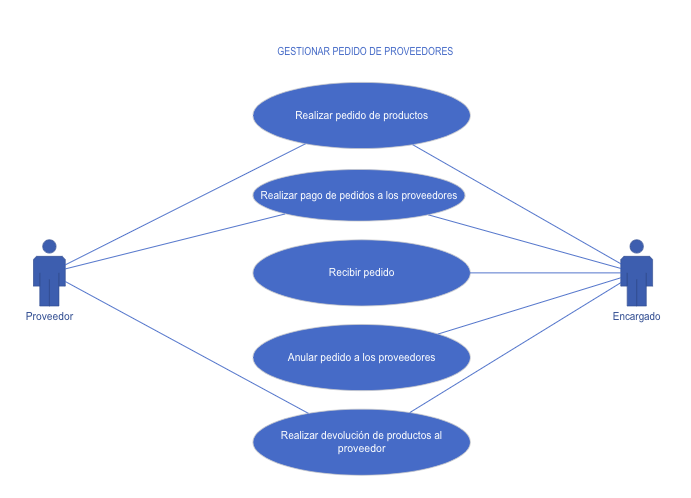 GESTIONAR PEDIDO DE PROVEEDORES
Realizar pedido de productos
Realizar pago de pedidos a los proveedores
Recibir pedido
Proveedor
Encargado
Anular pedido a los proveedores
Realizar devolución de productos al
proveedor